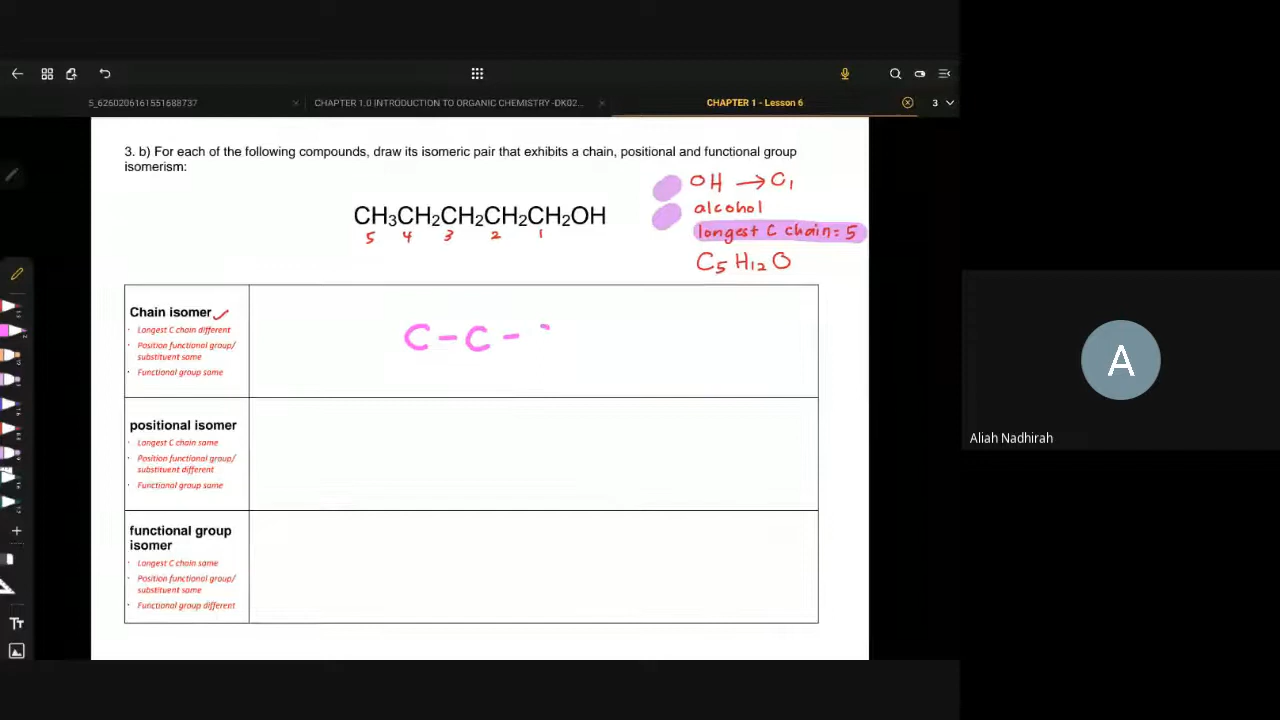 5_6260206161551688737
CHAPTER 1.0 INTRODUCTION TO ORGANIC CHEMISTRY -DK02...
CHAPTER 1 - Lesson 6
3
3. b) For each of the following compounds, draw its isomeric pair that exhibits a chain, positional and functional group
isomerism:
OH → C₁
alcohol
CH₃CH₂CH₂CH₂CH₂OH
longest C chain = 5
5 4 3 2 1
C₅H₁₂O
Chain isomer
· Longest C chain different
· Position functional group/
substituent same
· Functional group same
C - C -
positional isomer
· Longest C chain same
· Position functional group/
substituent different
· Functional group same
functional group
isomer
· Longest C chain same
· Position functional group/
substituent same
· Functional group different
Tt
A
Aliah Nadhirah